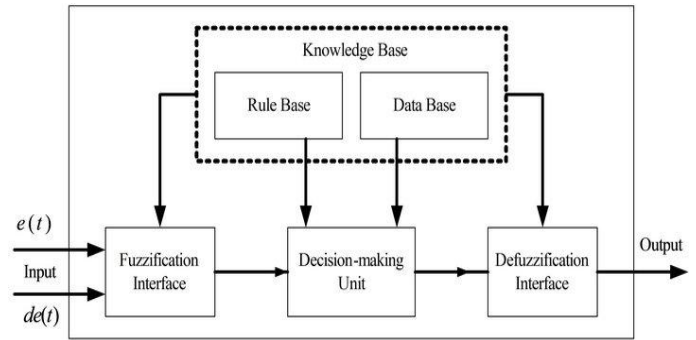 Knowledge Base
Rule Base
Data Base
e(t)
Input
de(t)
Fuzzification
Interface
Decision-making
Unit
Defuzzification
Interface
Output